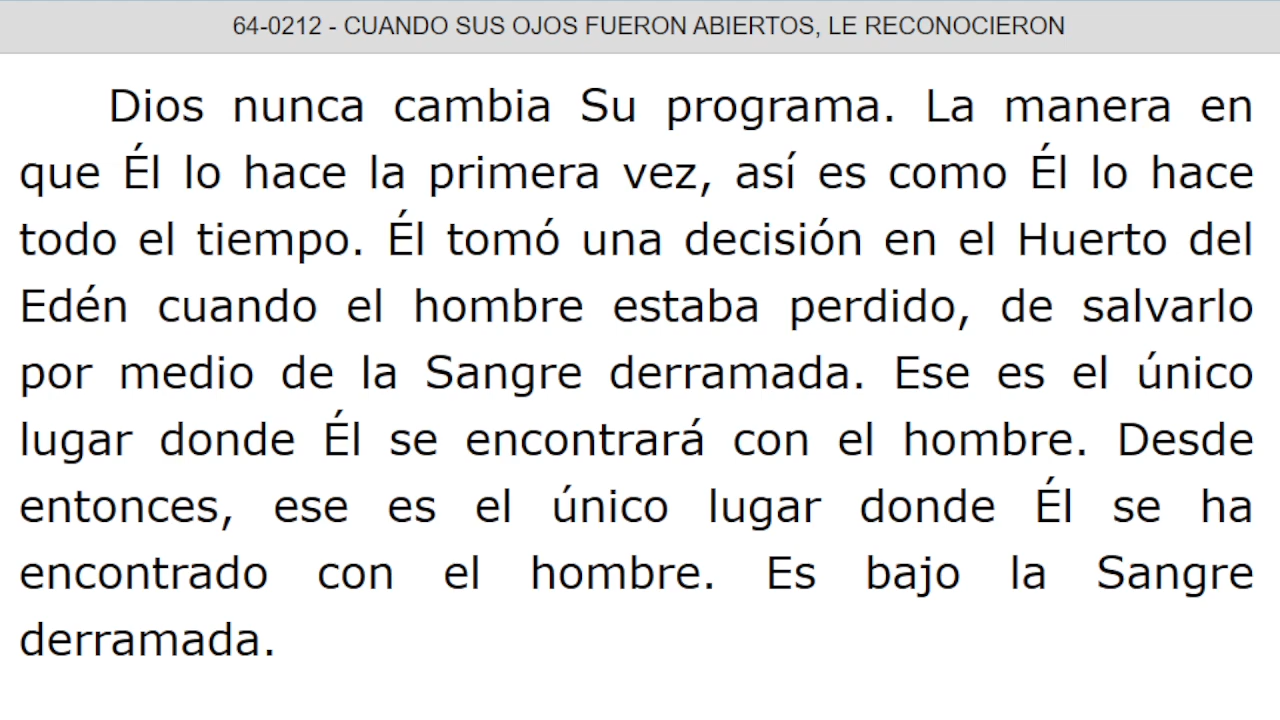 64-0212 - CUANDO SUS OJOS FUERON ABIERTOS, LE RECONOCIERON
Dios nunca cambia Su programa. La manera en
que Él lo hace la primera vez, así es como Él lo hace
todo el tiempo. Él tomó una decisión en el Huerto del
Edén cuando el hombre estaba perdido, de salvarlo
por medio de la Sangre derramada. Ese es el único
lugar donde Él se encontrará con el hombre. Desde
entonces, ese es el único lugar donde Él se ha
encontrado con el hombre. Es bajo la Sangre
derramada.